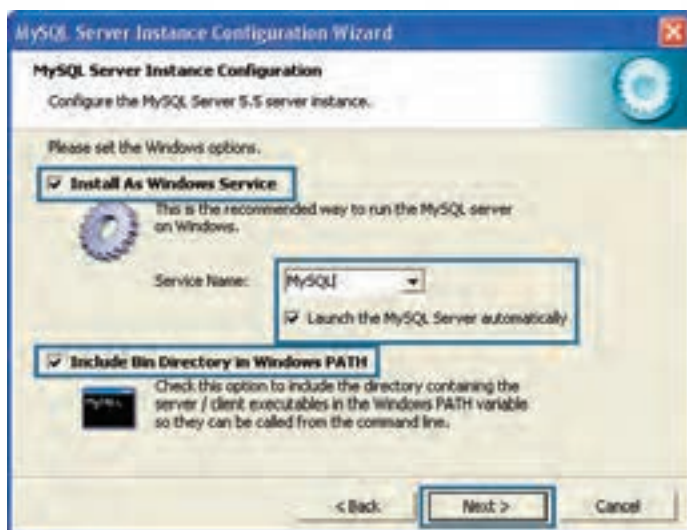 MySQL Server Instance Configuration Wizard
MySQL Server Instance Configuration
Configure the MySQL Server 5.5 server instance.
Please set the Windows options.
Install As Windows Service
This is the recommended way to run the MySQL server
on Windows.
Service Name:
MySQL
Launch the MySQL Server automatically
Include Bin Directory in Windows PATH
Check this option to include the directory containing the
server / client executables in the Windows PATH variable
so they can be called from the command line.
< Back
Next >
Cancel